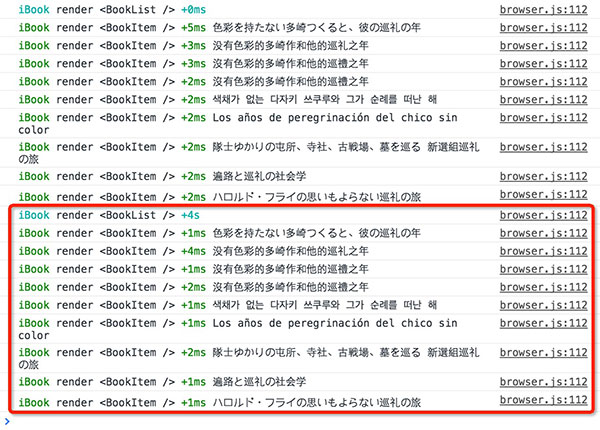 iBook render <BookList /> +0ms browser.js:112
iBook render <BookItem /> +5ms 色彩を持たない多崎つくると、彼の巡礼の年 browser.js:112
iBook render <BookItem /> +3ms 没有色彩的多崎作和他的巡礼之年 browser.js:112
iBook render <BookItem /> +3ms 沒有色彩的多崎作和他的巡禮之年 browser.js:112
iBook render <BookItem /> +2ms 沒有色彩的多崎作和他的巡禮之年 browser.js:112
iBook render <BookItem /> +2ms 색채가 없는 다자키 쓰쿠루와 그가 순례를 떠난 해 browser.js:112
iBook render <BookItem /> +2ms Los años de peregrinación del chico sin browser.js:112
color
iBook render <BookItem /> +2ms 隊士ゆかりの屯所、寺社、古戦場、墓を巡る 新選組巡礼 browser.js:112
の旅
iBook render <BookItem /> +2ms 遍路と巡礼の社会学 browser.js:112
iBook render <BookItem /> +2ms ハロルド・フライの思いもよらない巡礼の旅 browser.js:112
iBook render <BookList /> +4s browser.js:112
iBook render <BookItem /> +1ms 色彩を持たない多崎つくると、彼の巡礼の年 browser.js:112
iBook render <BookItem /> +4ms 没有色彩的多崎作和他的巡礼之年 browser.js:112
iBook render <BookItem /> +1ms 沒有色彩的多崎作和他的巡禮之年 browser.js:112
iBook render <BookItem /> +2ms 沒有色彩的多崎作和他的巡禮之年 browser.js:112
iBook render <BookItem /> +1ms 색채가 없는 다자키 쓰쿠루와 그가 순례를 떠난 해 browser.js:112
iBook render <BookItem /> +1ms Los años de peregrinación del chico sin browser.js:112
color
iBook render <BookItem /> +2ms 隊士ゆかりの屯所、寺社、古戦場、墓を巡る 新選組巡礼 browser.js:112
の旅
iBook render <BookItem /> +1ms 遍路と巡礼の社会学 browser.js:112
iBook render <BookItem /> +1ms ハロルド・フライの思いもよらない巡礼の旅 browser.js:112
>